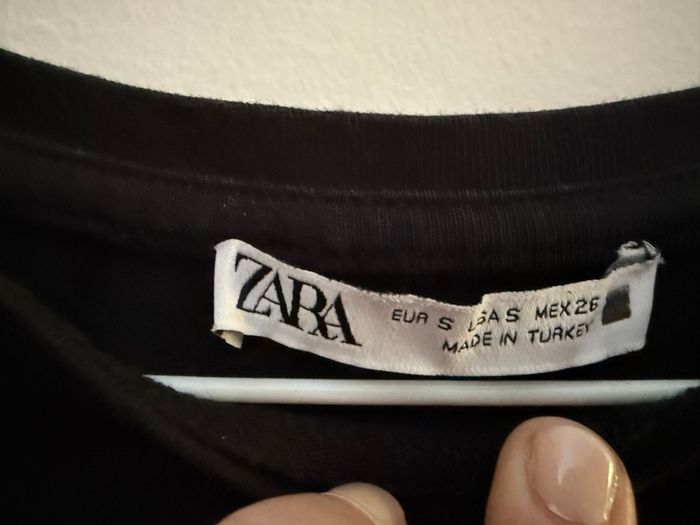 ZARA
EUR S USA S MEX 26
MADE IN TURKEY